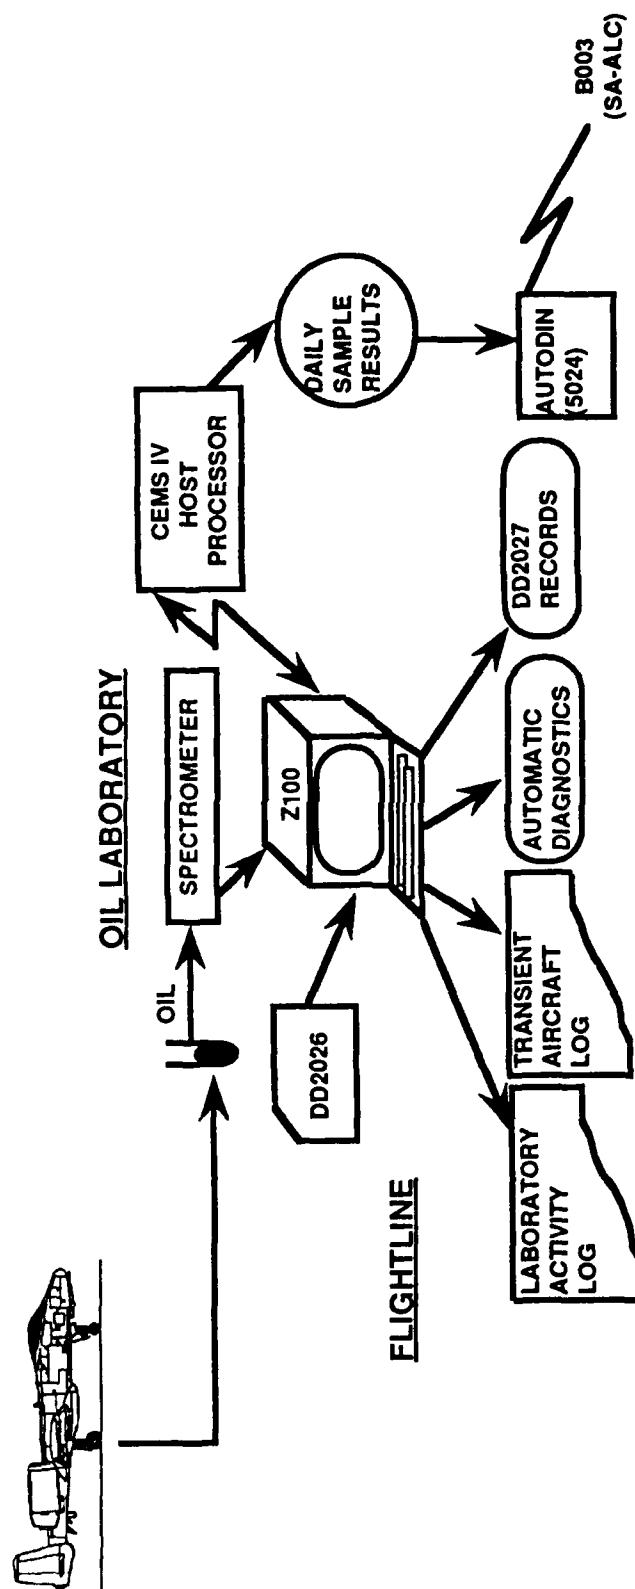 OIL LABORATORY
FLIGHTLINE
OIL
SPECTROMETER
CEMS IV
HOST
PROCESSOR
DD2026
Z100
DAILY
SAMPLE
RESULTS
LABORATORY
ACTIVITY
LOG
TRANSIENT
AIRCRAFT
LOG
AUTOMATIC
DIAGNOSTICS
DD2027
RECORDS
AUTODIN
(5024)
B003
(SA-ALC)